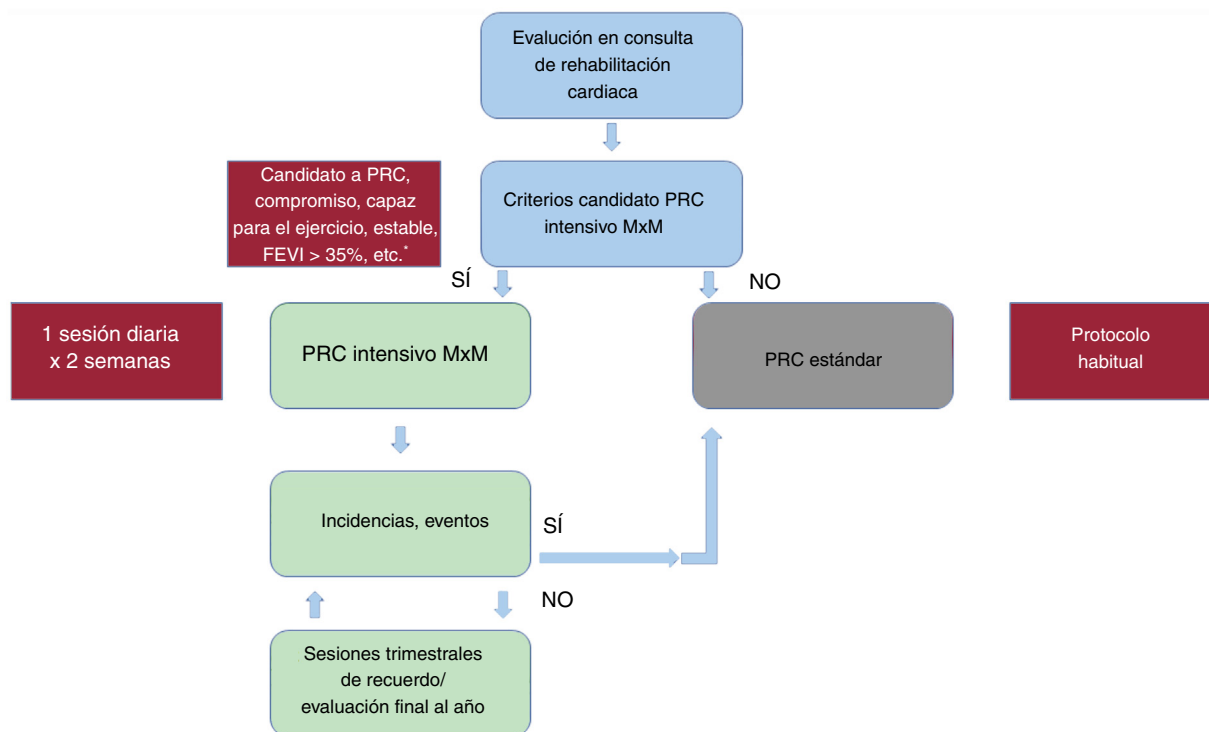 Evalución en consulta
de rehabilitación
cardiaca
Candidato a PRC,
compromiso, capaz
para el ejercicio, estable,
FEVI > 35%, etc.*
Criterios candidato PRC
intensivo MxM
SÍ
NO
1 sesión diaria
x 2 semanas
PRC intensivo MxM
PRC estándar
Protocolo
habitual
Incidencias, eventos
SÍ
NO
Sesiones trimestrales
de recuerdo/
evaluación final al año